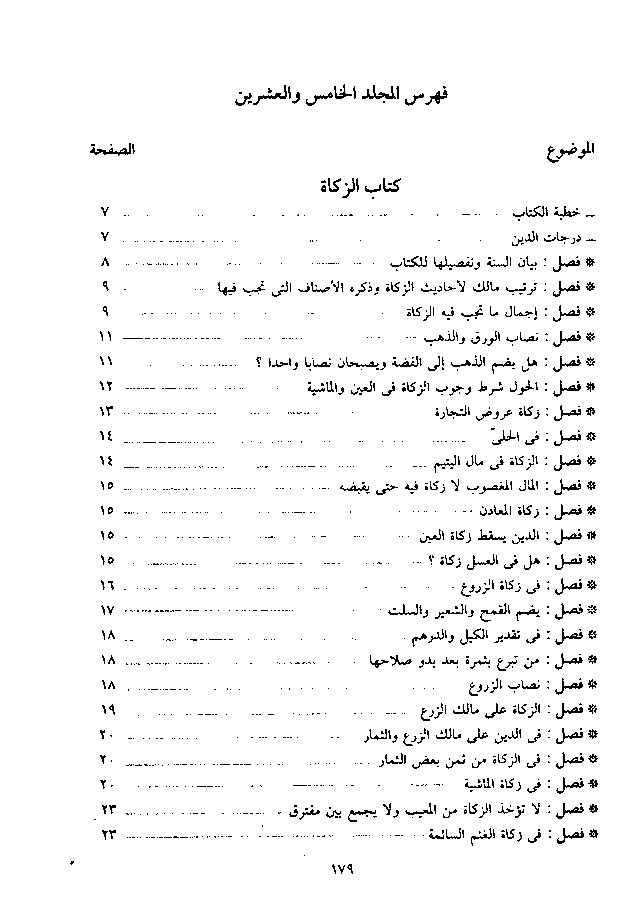 فهرس المجلد الخامس والعشرين
الموضوع الصفحة
كتاب الزكاة
ــ خطبة الكتاب ٧
ــ درجات الدين ٧
* فصل : بيان السنة وتفصيلها للكتاب ٨
* فصل : ترتيب مالك لأحاديث الزكاة وذكره الأصناف التى تجب فيها ٩
* فصل : إجمال ما تجب فيه الزكاة ٩
* فصل : نصاب الورق والذهب ١١
* فصل : هل يضم الذهب إلى الفضة ويصبحان نصابا واحدا ؟ ١١
* فصل : الحول شرط وجوب الزكاة فى العين والماشية ١٢
* فصل : زكاة عروض التجارة ١٣
* فصل : فى الحلىّ ١٤
* فصل : الزكاة فى مال اليتيم ١٤
* فصل : المال المغصوب لا زكاة فيه حتى يقبضه ١٥
* فصل : زكاة المعادن ١٥
* فصل : الدين يسقط زكاة العين ١٥
* فصل : هل فى العسل زكاة ؟ ١٥
* فصل : فى زكاة الزروع ١٦
* فصل : يضم القمح والشعير والسلت ١٧
* فصل : فى تقدير الكيل والدرهم ١٨
* فصل : من تبرع بثمرة بعد بدو صلاحها ١٨
* فصل : نصاب الزروع ١٨
* فصل : الزكاة على مالك الزرع ١٩
* فصل : فى الدين على مالك الزرع والثمار ٢٠
* فصل : فى الزكاة من ثمن بعض الثمار ٢٠
* فصل : فى زكاة الماشية ٢٠
* فصل : لا تؤخذ الزكاة من المعيب ولا يجمع بين مفترق ٢٣
* فصل : فى زكاة الغنم السائمة ٢٣
١٧٩